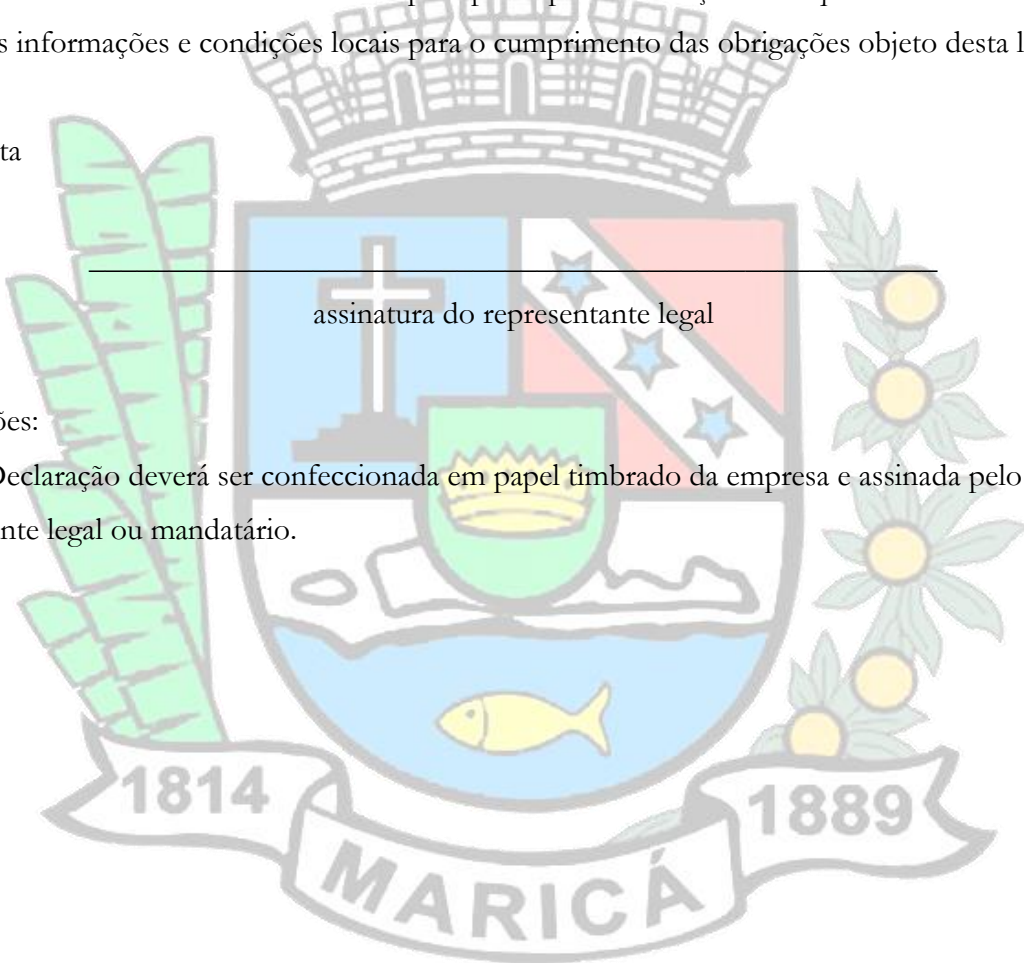 s informações e condições locais para o cumprimento das obrigações objeto desta l
ta
assinatura do representante legal
ões:
Declaração deverá ser confeccionada em papel timbrado da empresa e assinada pelo
nte legal ou mandatário.
1814
1889
MARICÁ